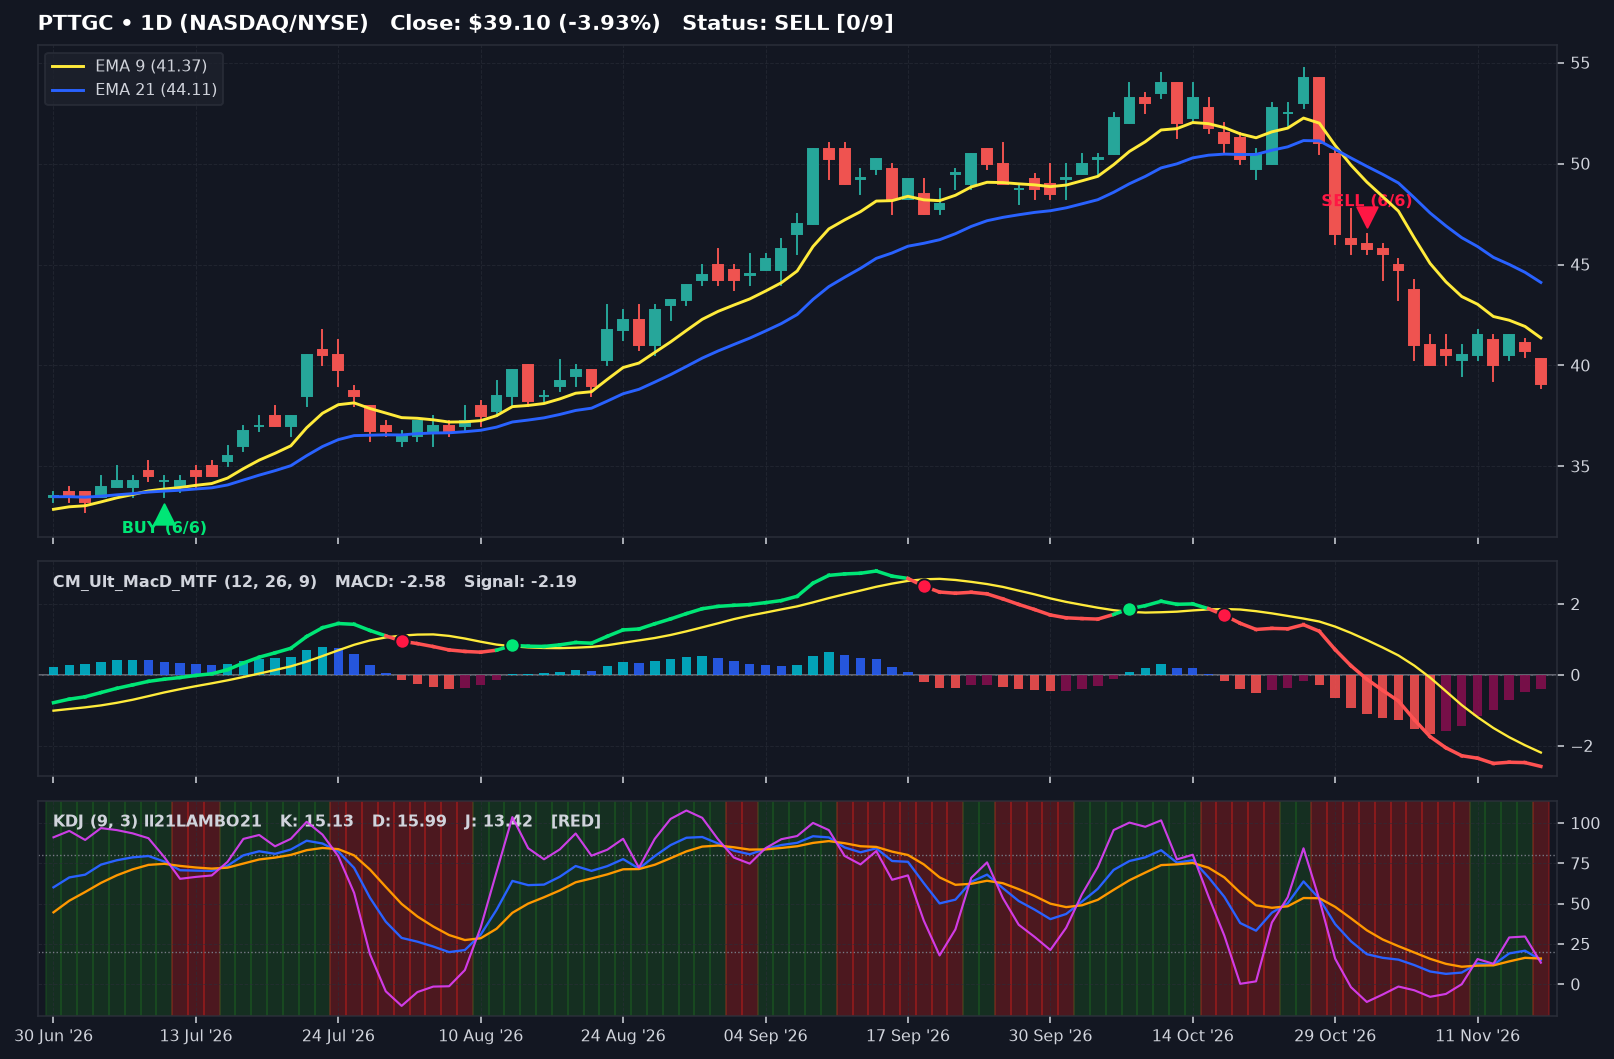 PTTGC • 1D (NASDAQ/NYSE)   Close: $39.10 (-3.93%)   Status: SELL [0/9]
EMA 9 (41.37)
EMA 21 (44.11)
55
50
45
40
35
SELL (6/6)
BUY (6/6)
CM_Ult_MacD_MTF (12, 26, 9)   MACD: -2.58   Signal: -2.19
2
0
−2
KDJ (9, 3) II21LAMBO21   K: 15.13   D: 15.99   J: 13.42   [RED]
100
75
50
25
0
30 Jun '26
13 Jul '26
24 Jul '26
10 Aug '26
24 Aug '26
04 Sep '26
17 Sep '26
30 Sep '26
14 Oct '26
29 Oct '26
11 Nov '26